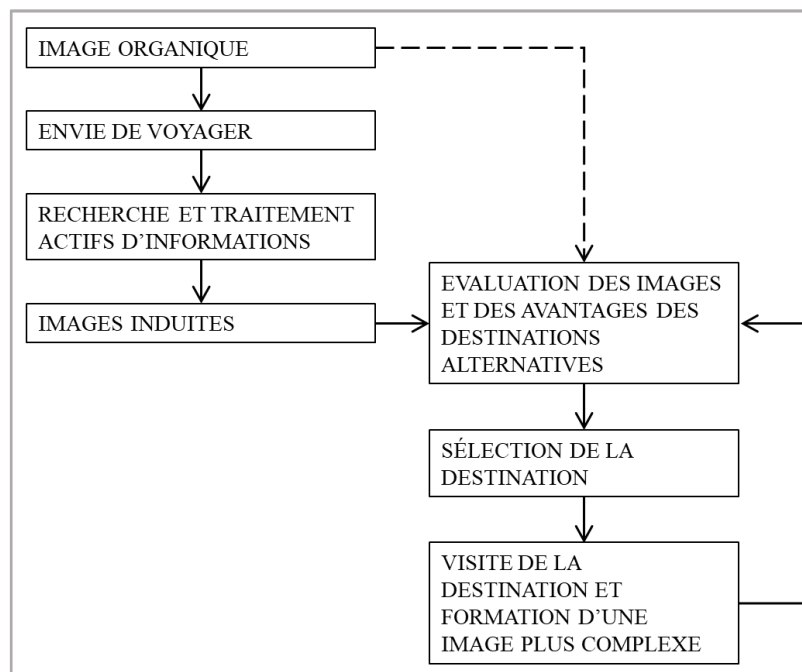 IMAGE ORGANIQUE
ENVIE DE VOYAGER
RECHERCHE ET TRAITEMENT
ACTIFS D’INFORMATIONS
IMAGES INDUITES
EVALUATION DES IMAGES
ET DES AVANTAGES DES
DESTINATIONS
ALTERNATIVES
SÉLECTION DE LA
DESTINATION
VISITE DE LA
DESTINATION ET
FORMATION D’UNE
IMAGE PLUS COMPLEXE